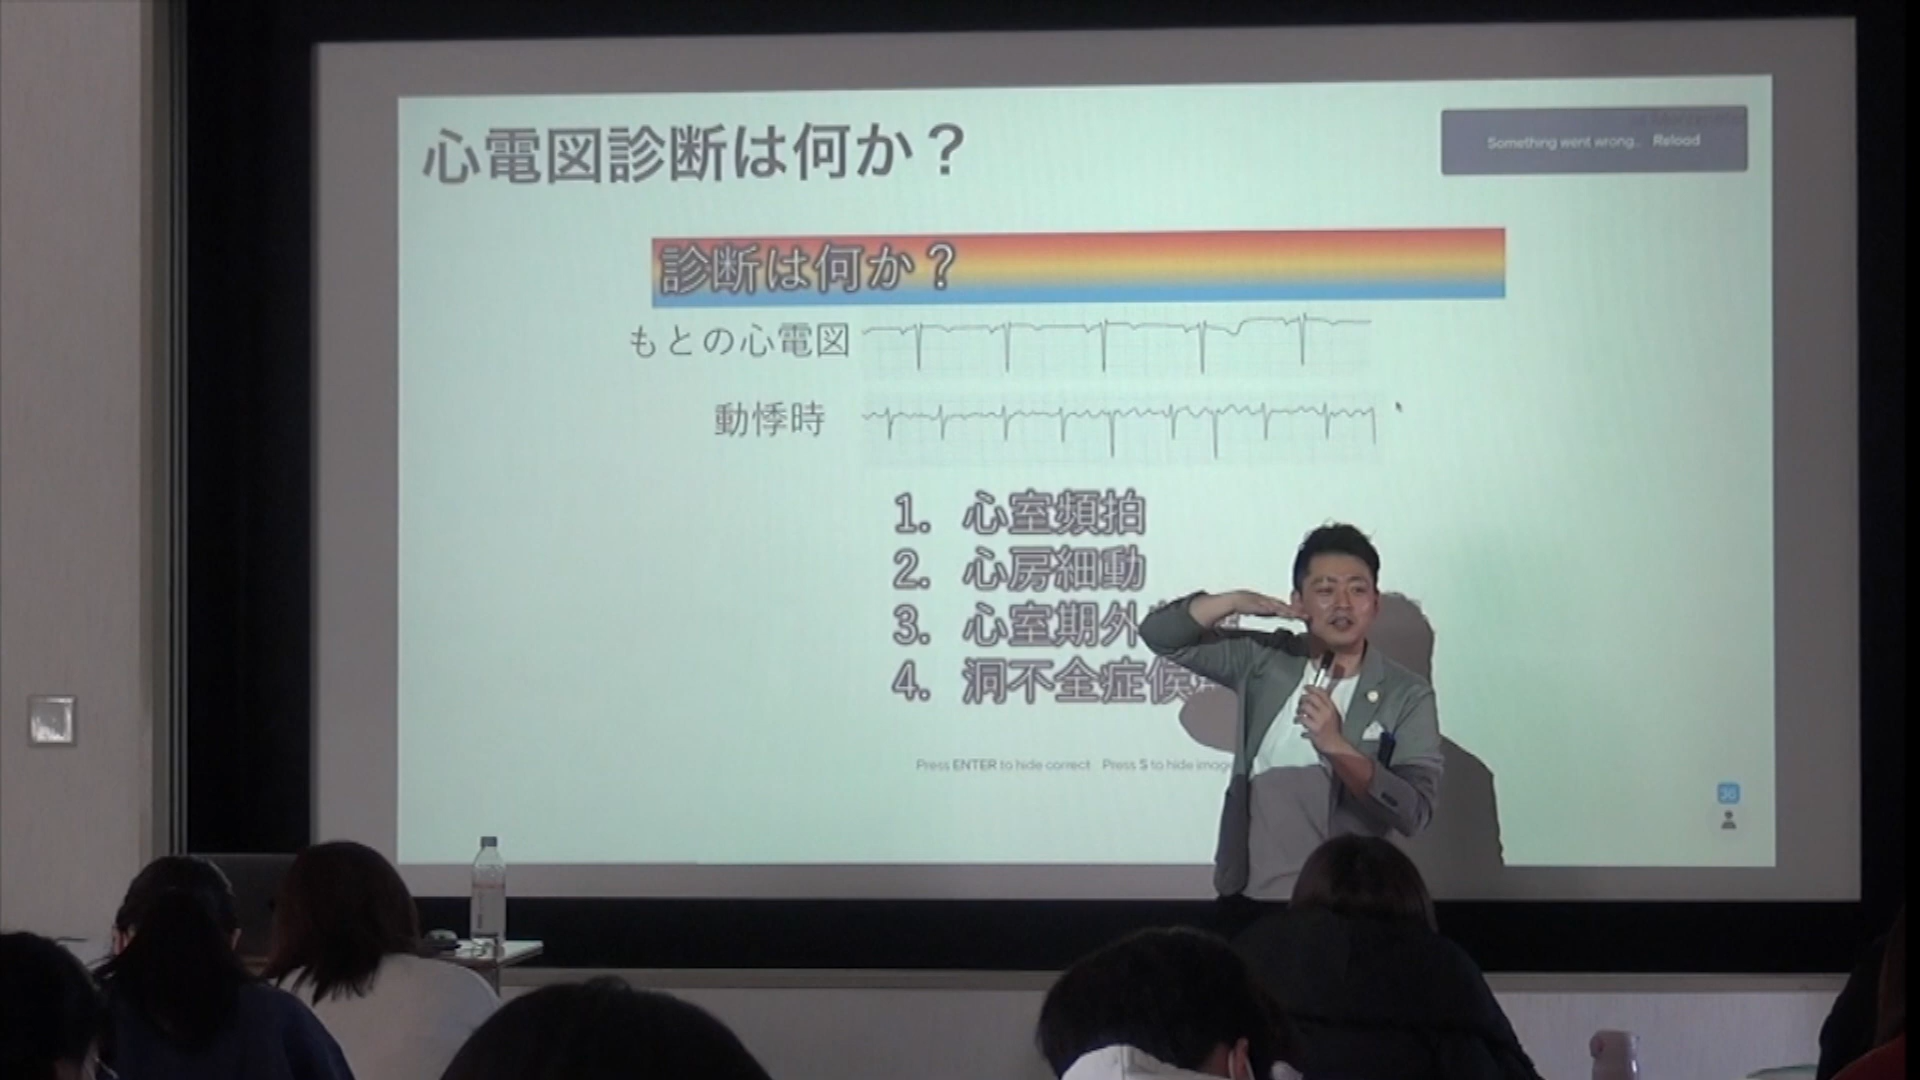 心電図診断は何か？
Something went wrong. Reload
診断は何か？
もとの心電図
動悸時
1. 心室頻拍
2. 心房細動
3. 心室期外
4. 洞不全症候
Press ENTER to hide correct Press S to hide image